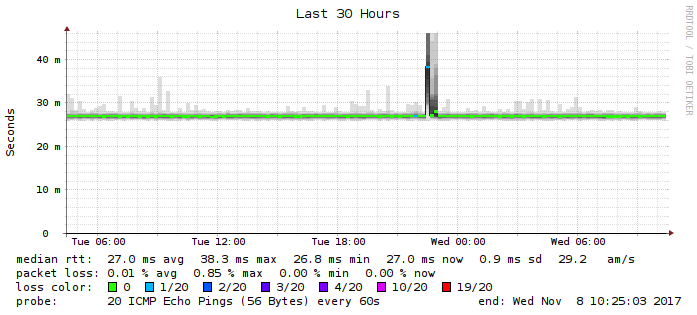 Last 30 Hours
RRDTOOL / TOBI OETIKER
Seconds
40 m
30 m
20 m
10 m
0
Tue 06:00 Tue 12:00 Tue 18:00 Wed 00:00 Wed 06:00
median rtt: 27.0 ms avg 38.3 ms max 26.8 ms min 27.0 ms now 0.9 ms sd 29.2 am/s
packet loss: 0.01 % avg 0.85 % max 0.00 % min 0.00 % now
loss color: 0 1/20 2/20 3/20 4/20 10/20 19/20
probe: 20 ICMP Echo Pings (56 Bytes) every 60s end: Wed Nov 8 10:25:03 2017